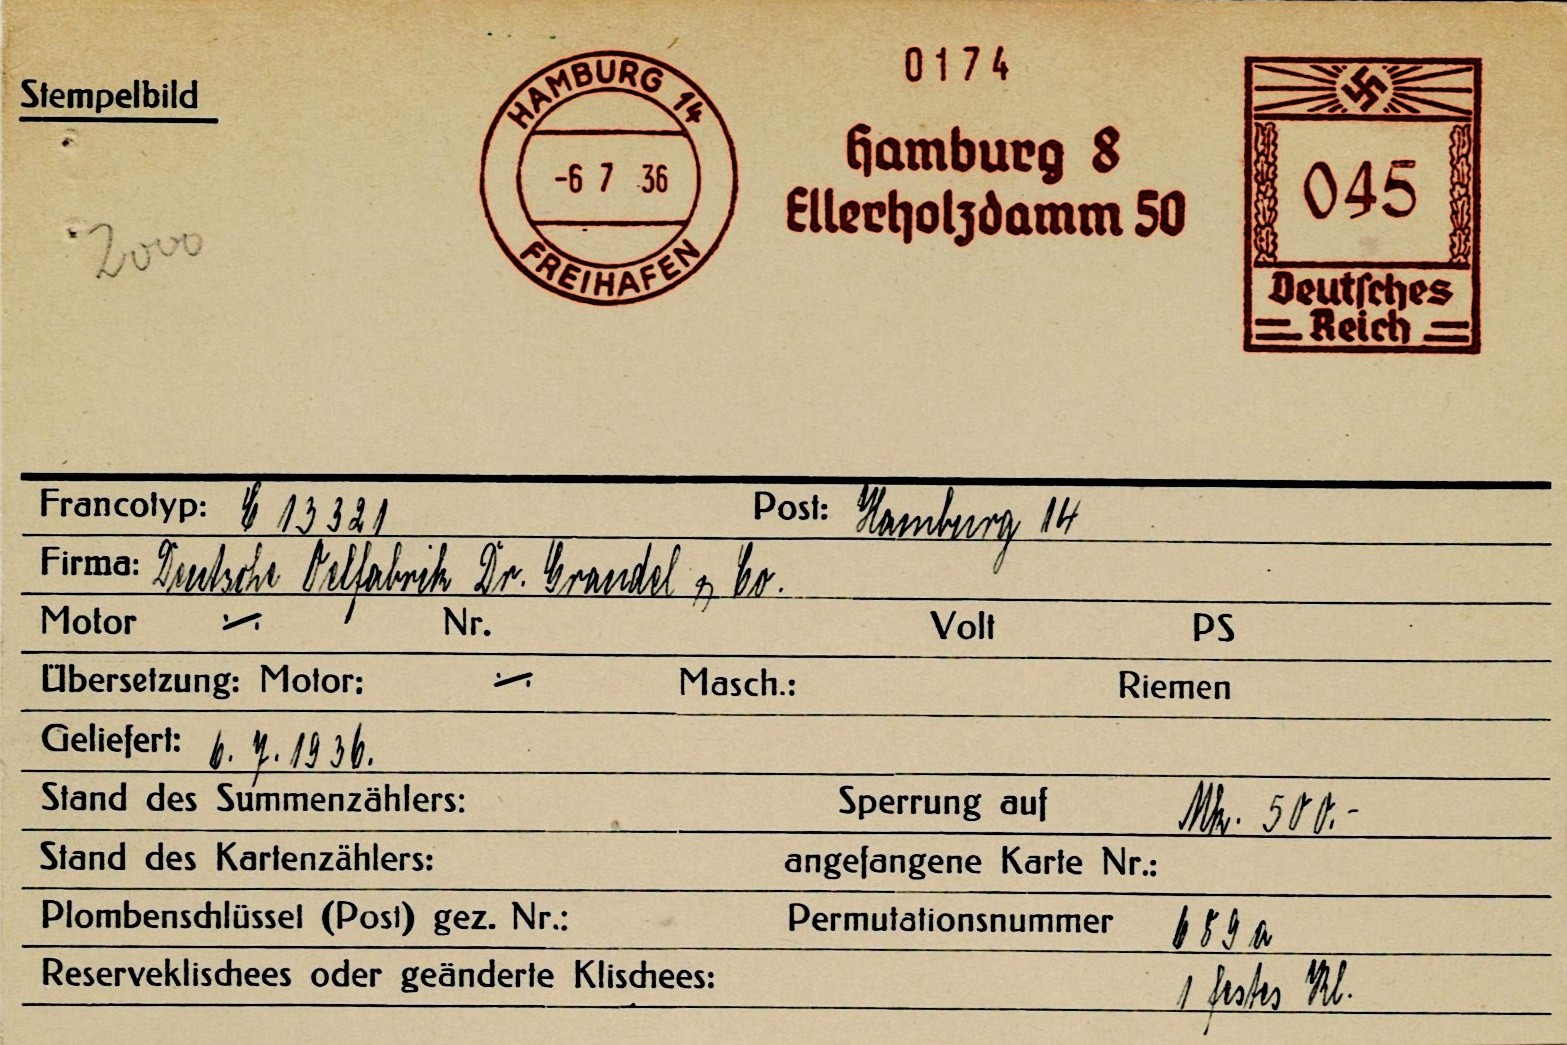 Stempelbild
2000
HAMBURG 14
-6 7 36
FREIHAFEN
0174
Hamburg 8
Ellerholzdamm 50
045
Deutsches
Reich
Francotyp: C 13321 Post: Hamburg 14
Firma: Deutsche Oelfabrik Dr. Grandel & Co.
Motor -/. Nr. Volt PS
Übersetzung: Motor: -/. Masch.: Riemen
Geliefert: 6. 7. 1936.
Stand des Summenzählers: Sperrung auf Mk. 500.-
Stand des Kartenzählers: angefangene Karte Nr.:
Plombenschlüssel (Post) gez. Nr.: Permutationsnummer 689 a
Reserveklischees oder geänderte Klischees: 1 festes Kl.